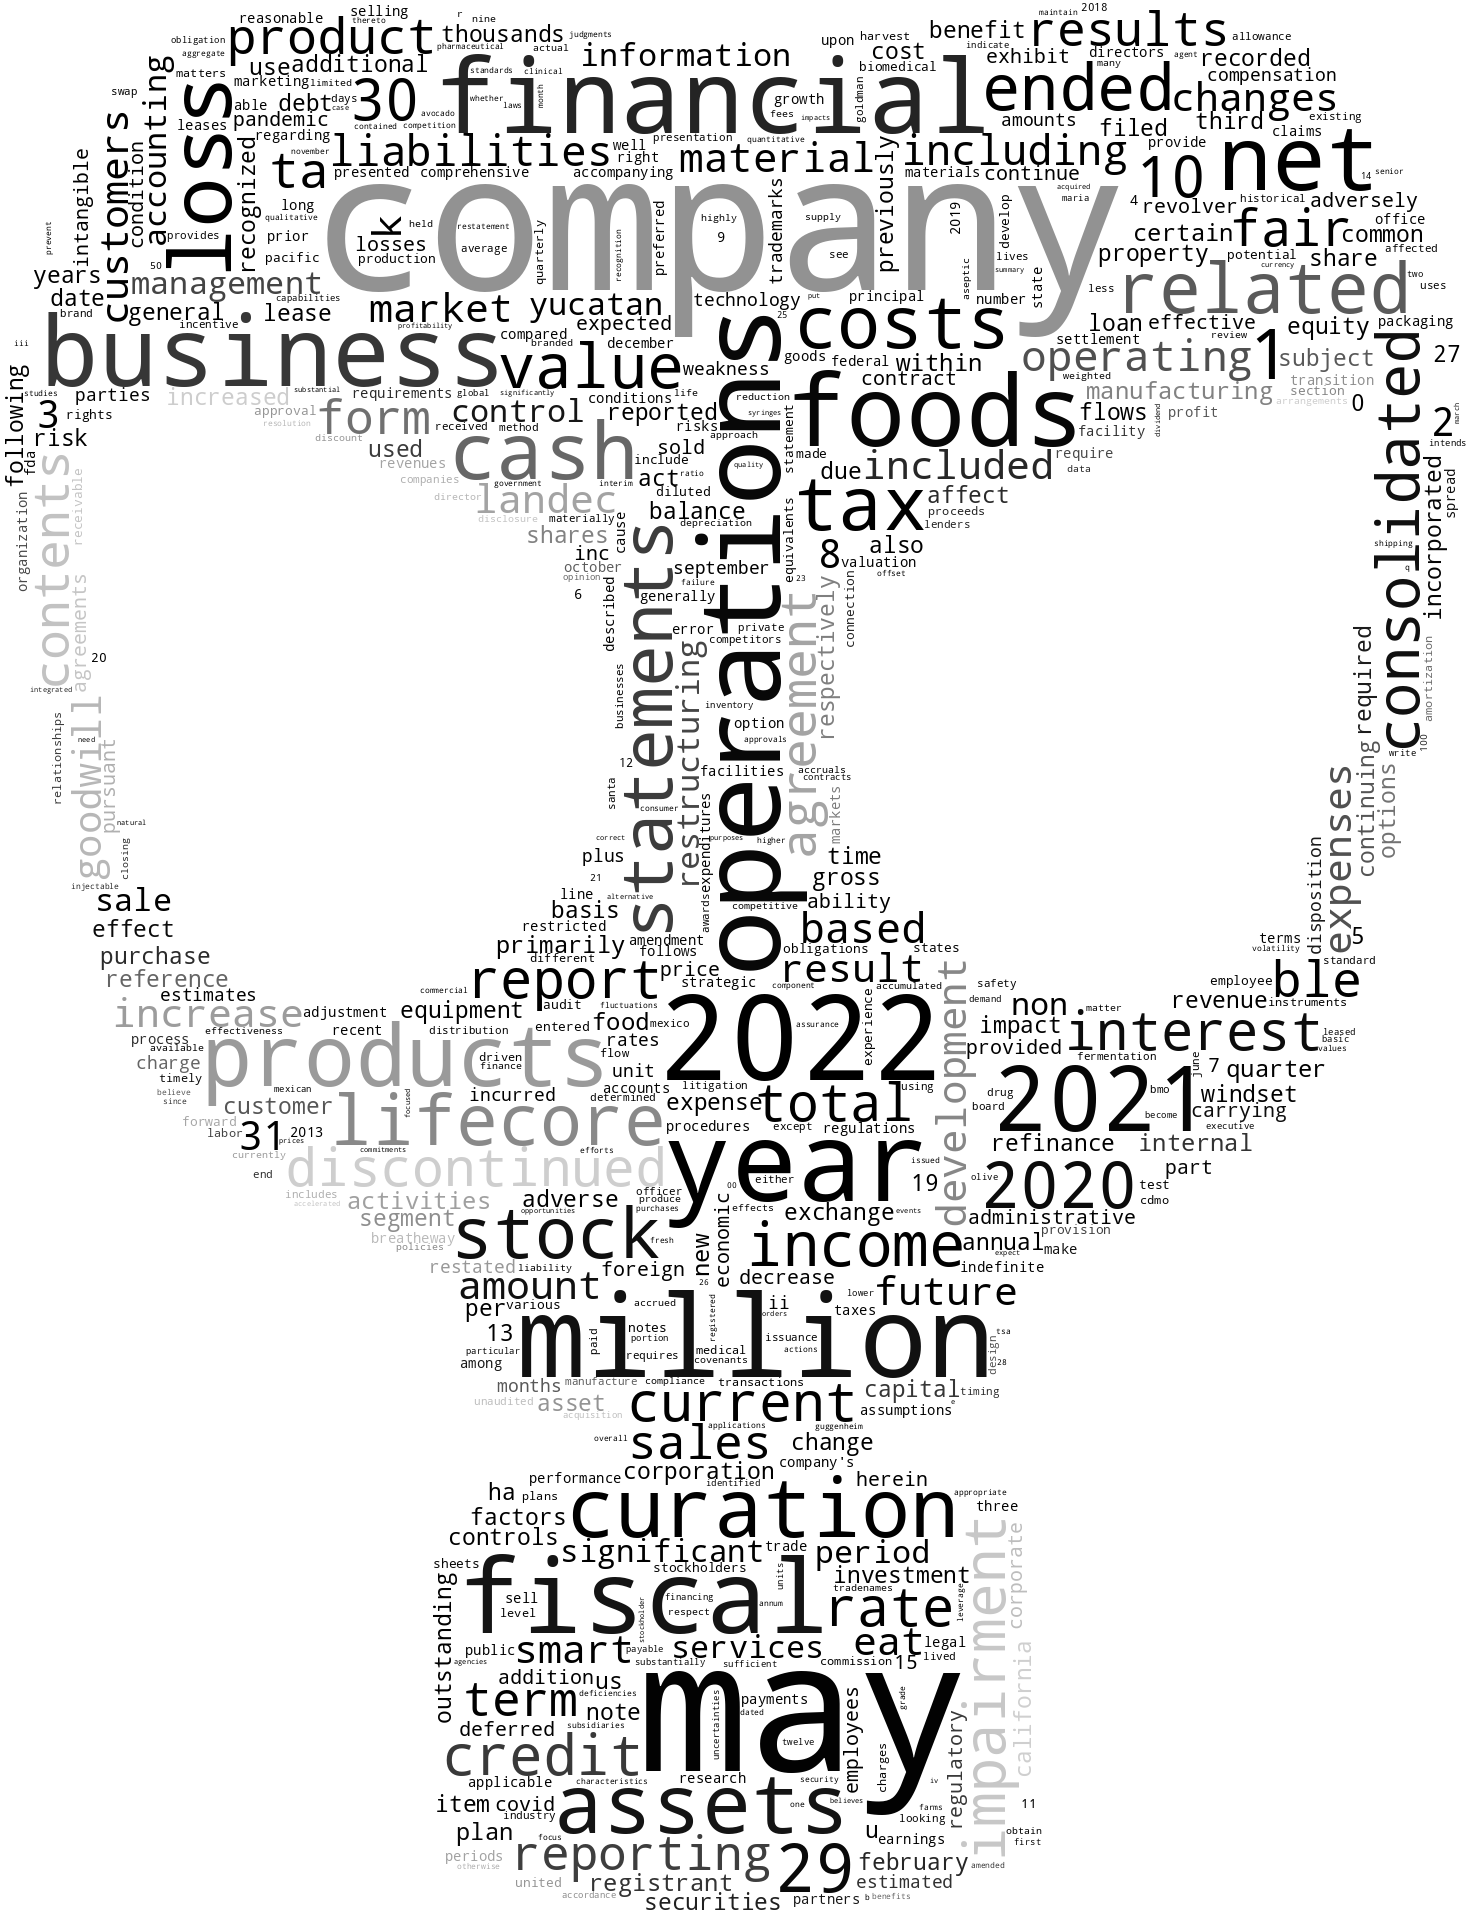 reasonable selling r nine maintain 2018
obligation thereto product thousands judgments upon harvest benefit results allowance
aggregate pharmaceutical actual information cost indicate directors agent
matters use additional standards clinical biomedical exhibit many recorded
marketing limited financial ended compensation
swap able debt days 30 whether laws month growth goldman changes
leases pandemic case avocado fees impacts amounts filed third existing
regarding contained competition presentation quantitative claims
loss accounting customers november liabilities well material including provide net
ta right 10
intangible condition recognized presented comprehensive accompanying materials continue 14 senior
long company previously acquired 4 historical adversely
qualitative k held restatement highly supply 2019 develop maria revolver office
provides prior losses average quarterly recognition preferred 9 trademarks certain fair common
prevent pacific production see lives property potential affected
years 50 management aseptic summary state currency share two
date capabilities technology put principal number less related uses
brand general lease market yucatan 25 costs loan effective equity packaging
incentive profitability branded expected goods settlement review
iii business compared december federal within operating 1 subject 27
studies substantial value weakness contract weighted transition
following parties increased requirements global significantly conditions life reduction manufacturing section
3 rights approval form control reported syringes foods arrangements 0 2 march
risk resolution received method risks approach flows dividend profit intends
fda discount used cash sold statement made facility
revenues include quality due included require consolidated
companies government interim act ratio tax data incorporated spread
contents receivable director landec diluted affect
organization disclosure materially balance depreciation proceeds
shares cause operations equivalents lenders
inc 8 also shipping
october september valuation
opinion failure 23 offset q
6 statements generally
described error private agreement respectively connection
agreements 20 competitors
integrated restructuring required amortization
goodwill businesses inventory
relationships need option
pursuant approvals 100 write
12 facilities accruals continuing
santa contracts expenses options
natural consumer expenditures markets
closing correct purposes higher
plus time
injectable 21 gross disposition
sale line alternative awards competitive ability
effect basis based terms 5
restricted amendment obligations states volatility
purchase primarily follows standard
reference different report price result development safety employee ble
estimates commercial strategic component accumulated demand non revenue instruments
increase adjustment equipment audit fluctuations 2022 matter
effectiveness recent distribution entered food mexico assurance experience impact interest leased
process products rates provided basic
available driven flow fermentation values
charge finance unit june 7 quarter
timely mexican accounts litigation using drug 2021 bmo windset
believe incurred determined expense total board become carrying
since customer focused
forward lifecore procedures except regulations executive
labor 31 2013 prices refinance internal
currently commitments efforts year issued part
end discontinued 00 either 19 olive 2020 test
includes officer cdmo
accelerated activities adverse produce effects administrative
segment opportunities purchases economic exchange events provision
breatheway stock fresh new income annual make
policies expect
restated liability foreign decrease indefinite
amount 26 lower future
per various accrued registered ii taxes
13 notes orders tsa
million portion paid issuance design
particular requires medical actions 28
among covenants
months manufacture compliance transactions capital timing
unaudited asset current e assumptions
acquisition applications guggenheim
overall sales change
company's
performance corporation herein
ha plans identified appropriate
factors curation three
controls significant trade period
sheets stockholders units impairment corporate
fiscal tradenames investment
sell financing annum rate leverage
level respect
outstanding stockholder eat
public smart payable services legal
agencies substantially sufficient commission 15 lived
addition us california
term deficiencies payments grade
note uncertainties dated may
deferred subsidiaries twelve employees regulatory
credit charges
applicable characteristics research security iv
item covid assets one believes farms 11
industry looking
plan u earnings obtain
focus first
periods reporting 29 february
otherwise amended
united registrant estimated
accordance securities partners b benefits